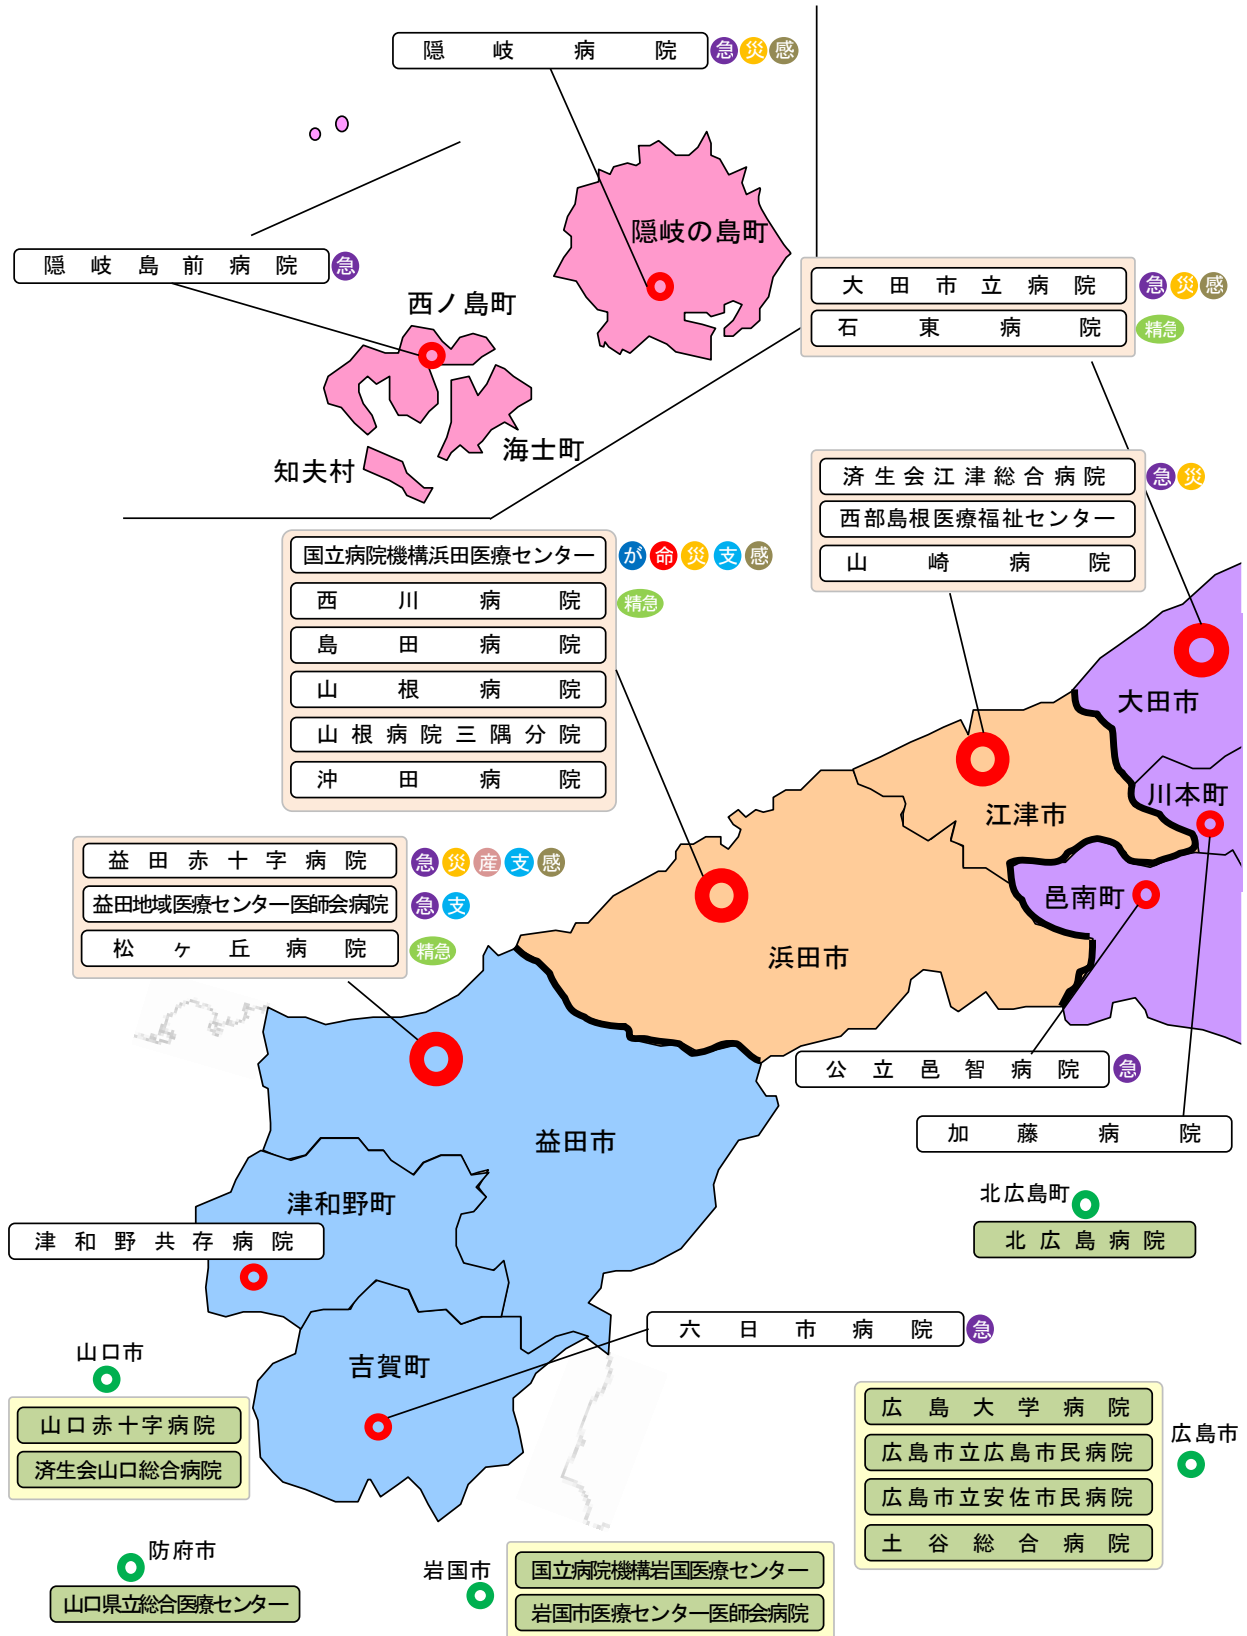 隠岐病院 急 災 感
隠岐の島町
隠岐島前病院 急
西ノ島町
海士町
知夫村
大田市立病院 急 災 感
石東病院 精急
済生会江津総合病院 急 災
西部島根医療福祉センター
山崎病院
国立病院機構浜田医療センター が 命 災 支 感
西川病院 精急
島田病院
山根病院
山根病院三隅分院
沖田病院
大田市
川本町
江津市
邑南町
浜田市
益田赤十字病院 急 災 産 支 感
益田地域医療センター医師会病院 急 支
松ヶ丘病院 精急
公立邑智病院 急
加藤病院
益田市
津和野町
津和野共存病院
北広島町
北広島病院
六日市病院 急
吉賀町
山口市
山口赤十字病院
済生会山口総合病院
広島大学病院
広島市立広島市民病院
広島市立安佐市民病院
土谷総合病院
広島市
防府市
山口県立総合医療センター
岩国市
国立病院機構岩国医療センター
岩国市医療センター医師会病院